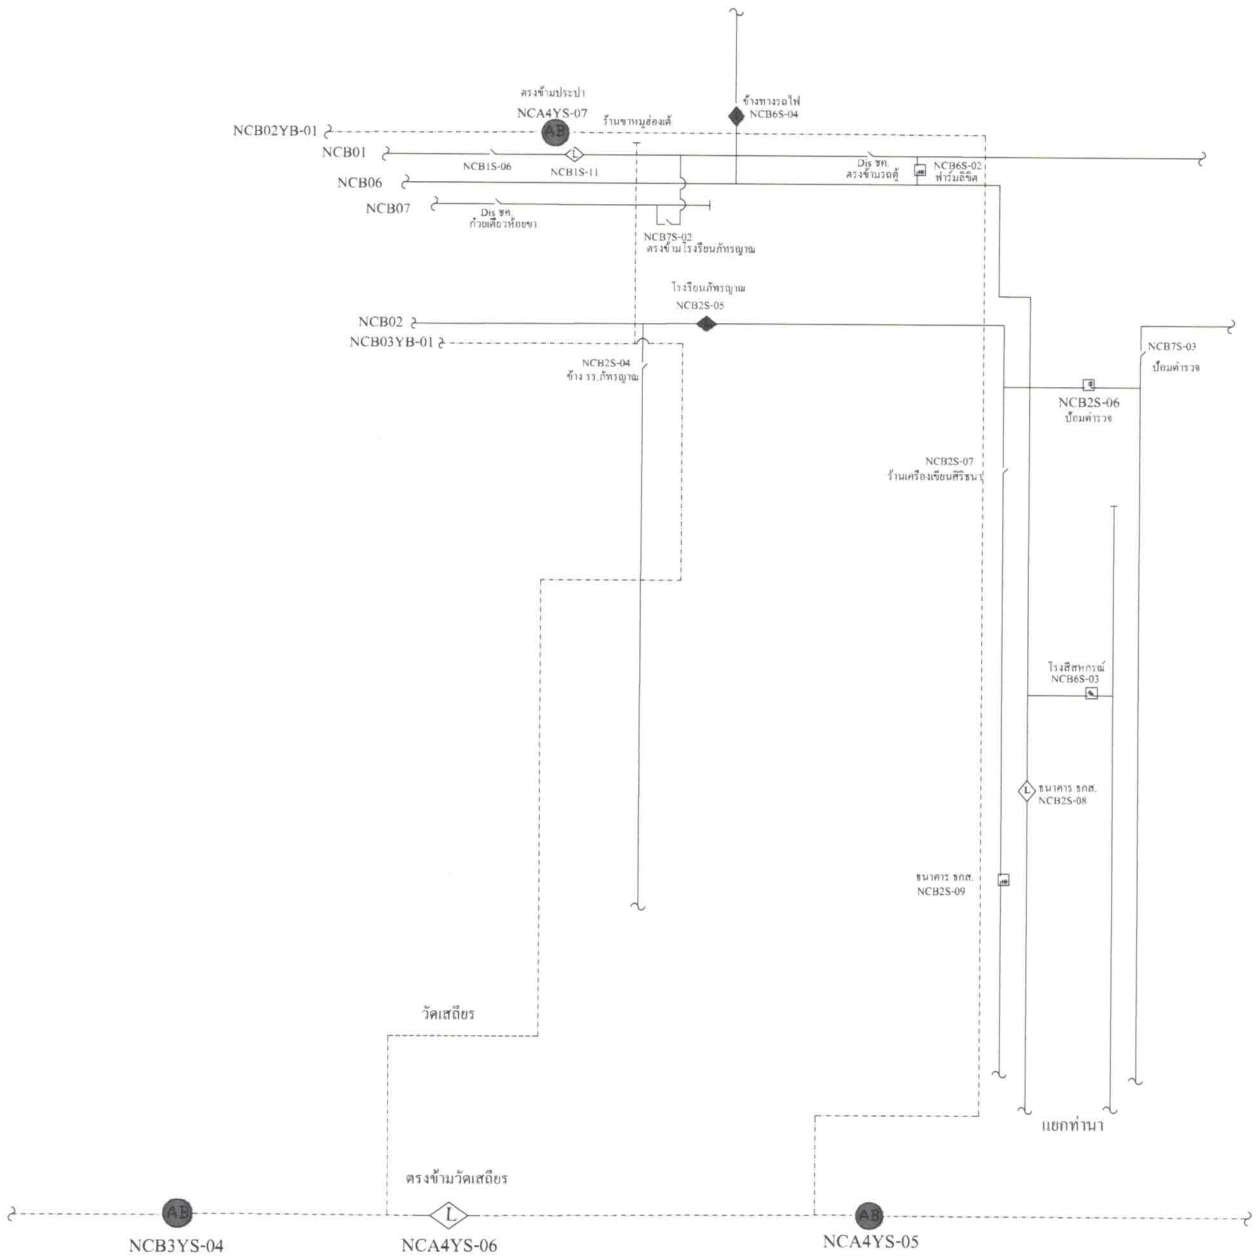 ตรงข้ามประปา
NCA4YS-07
AB
ร้านขาหมูฮ่องเต้
ข้างทางรถไฟ
NCB6S-04
NCB02YB-01
NCB01
NCB1S-06
L
NCB1S-11
Dis ชค.
ตรงข้ามรถตู้
NCB6S-02
ฟาร์มลิขิต
NCB06
NCB07
Dis ชค.
ก๋วยเตี๋ยวห้อยขา
NCB7S-02
ตรงข้ามโรงเรียนภัทรญาณ
โรงเรียนภัทรญาณ
NCB2S-05
NCB02
NCB03YB-01
NCB2S-04
ข้าง รร.ภัทรญาณ
NCB7S-03
ป้อมตำรวจ
NCB2S-06
ป้อมตำรวจ
NCB2S-07
ร้านเครื่องเขียนศิริธนา
โรงสีสหกรณ์
NCB6S-03
L
ธนาคาร ธกส.
NCB2S-08
ธนาคาร ธกส.
NCB2S-09
วัดเสถียร
แยกท่านา
ตรงข้ามวัดเสถียร
AB
L
AB
NCB3YS-04
NCA4YS-06
NCA4YS-05